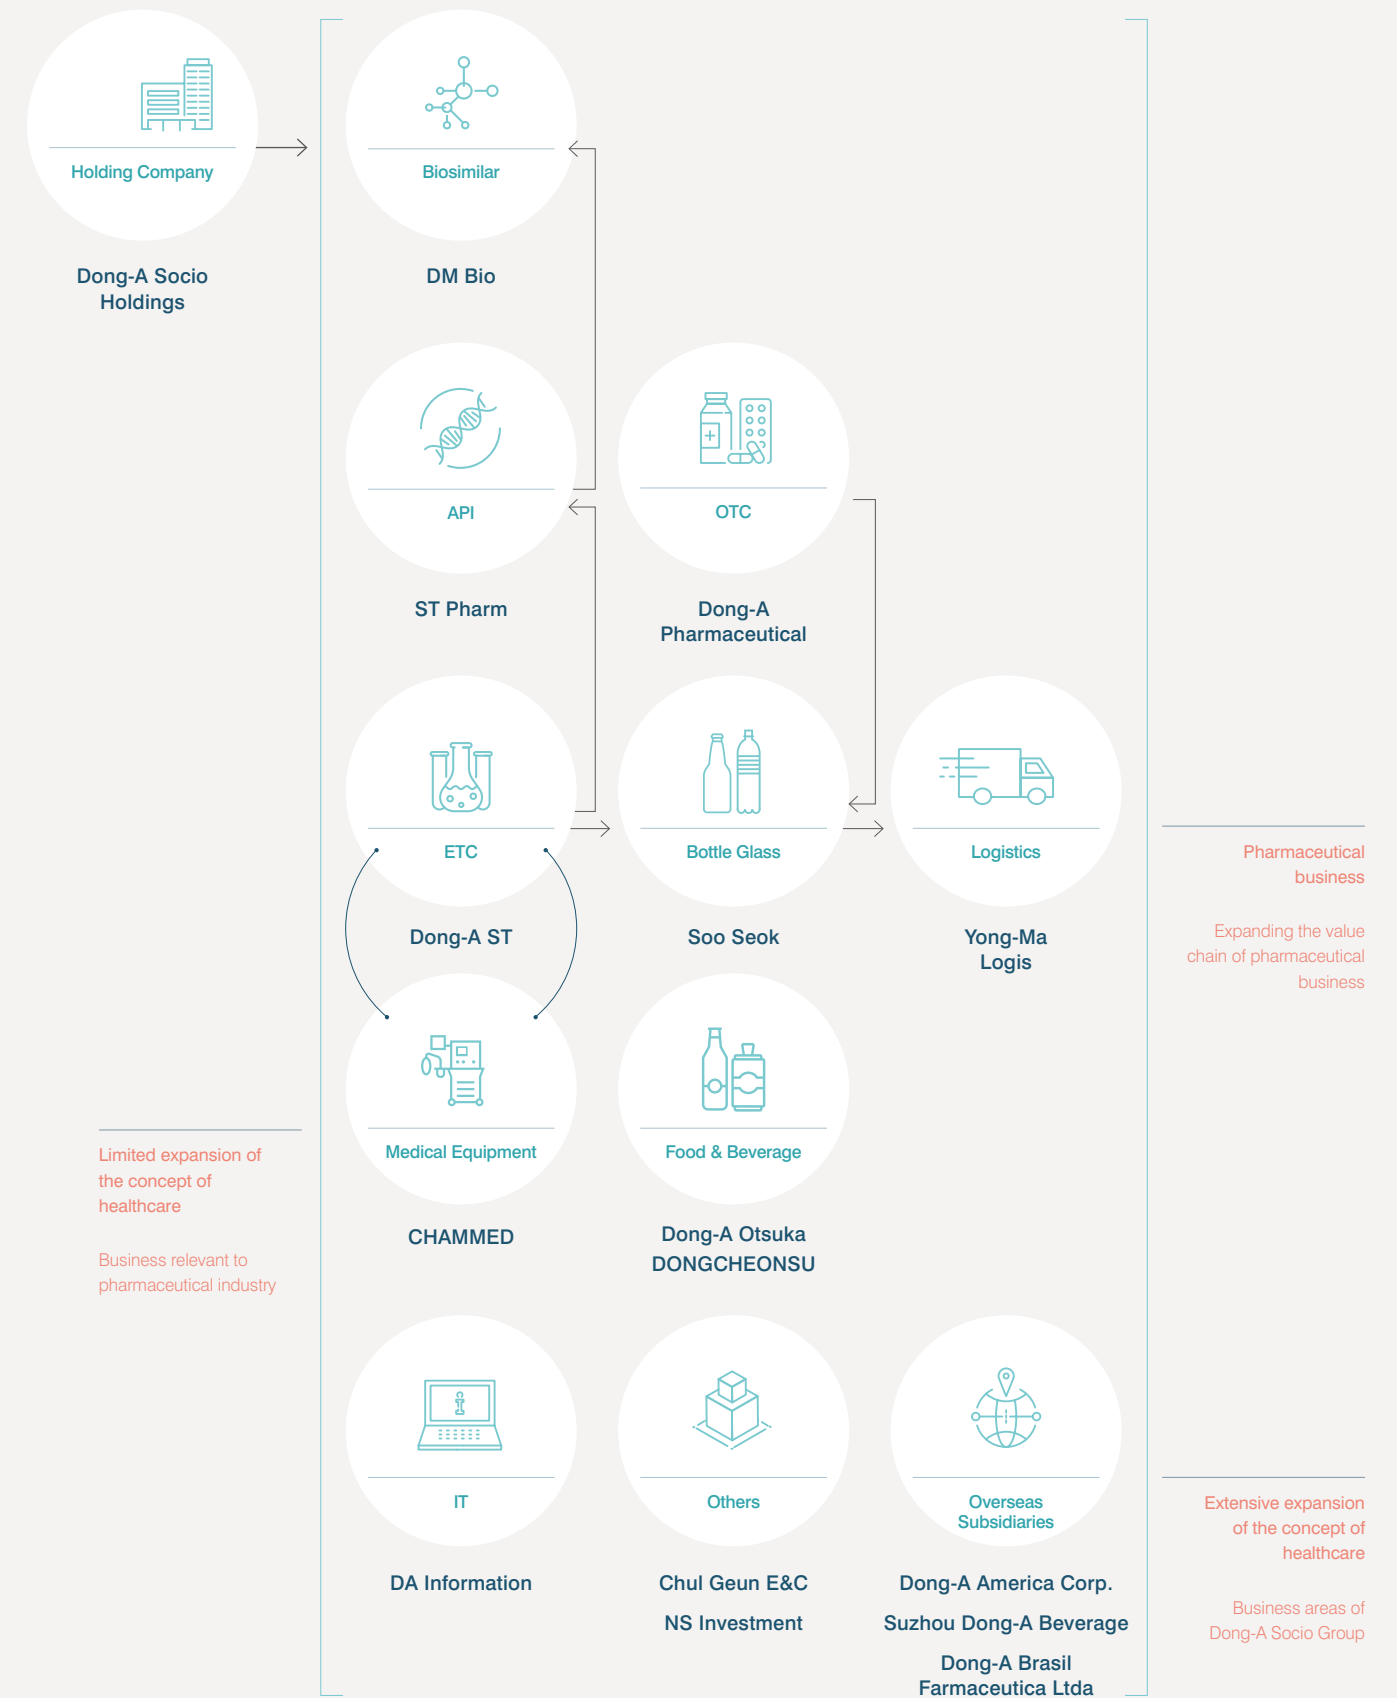 Holding Company
Dong-A Socio
Holdings
Biosimilar
DM Bio
API
ST Pharm
OTC
Dong-A
Pharmaceutical
ETC
Dong-A ST
Bottle Glass
Soo Seok
Logistics
Yong-Ma
Logis
Pharmaceutical
business
Expanding the value
chain of pharmaceutical
business
Limited expansion of
the concept of
healthcare
Business relevant to
pharmaceutical industry
Medical Equipment
CHAMMED
Food & Beverage
Dong-A Otsuka
DONGCHEONSU
IT
DA Information
Others
Chul Geun E&C
NS Investment
Overseas
Subsidiaries
Dong-A America Corp.
Suzhou Dong-A Beverage
Dong-A Brasil
Farmaceutica Ltda
Extensive expansion
of the concept of
healthcare
Business areas of
Dong-A Socio Group